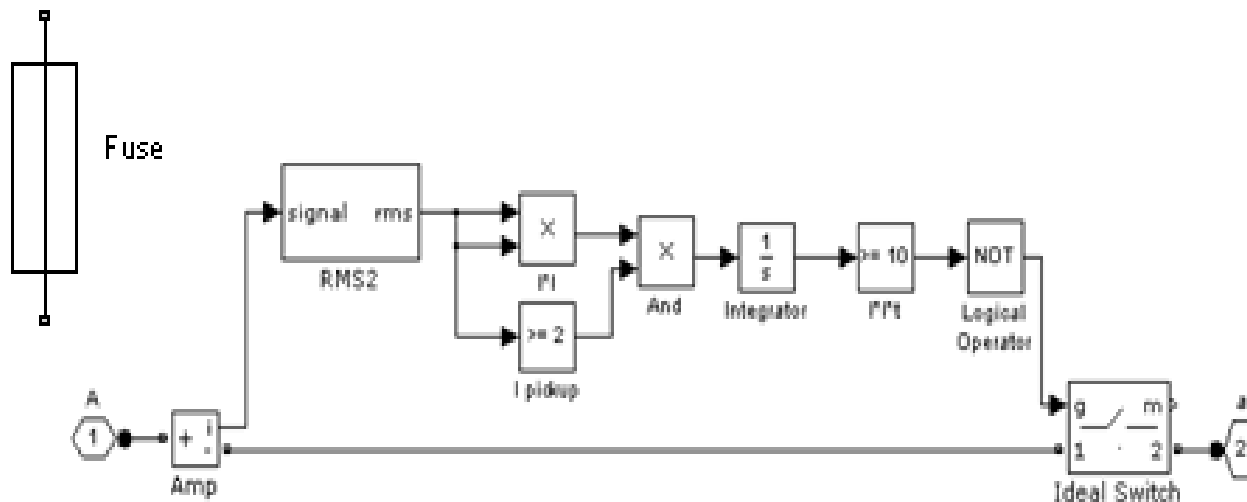 Fuse
signal rms
RMS2
X
I*I
>= 2
I pickup
X
And
1
s
Integrator
>= 10
I*I*t
NOT
Logical
Operator
A
1
+ i
-
Amp
g m
1 2
Ideal Switch
a
2